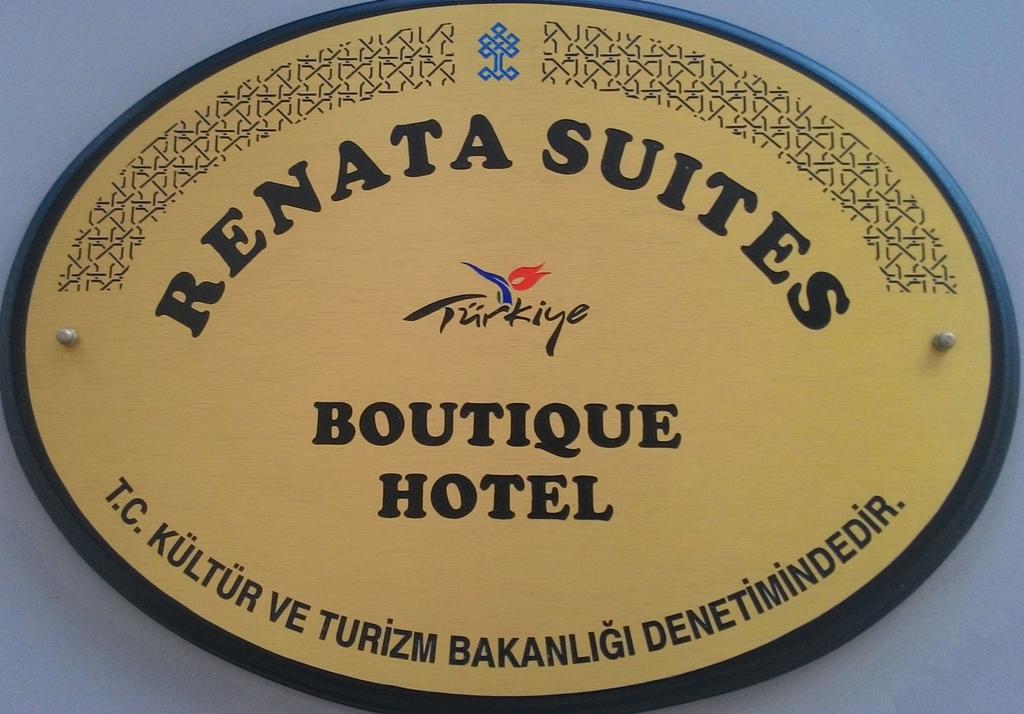 RENATA SUITES
Türkiye
BOUTIQUE
HOTEL
T.C. KÜLTÜR VE TURİZM BAKANLIĞI DENETİMİNDEDİR.